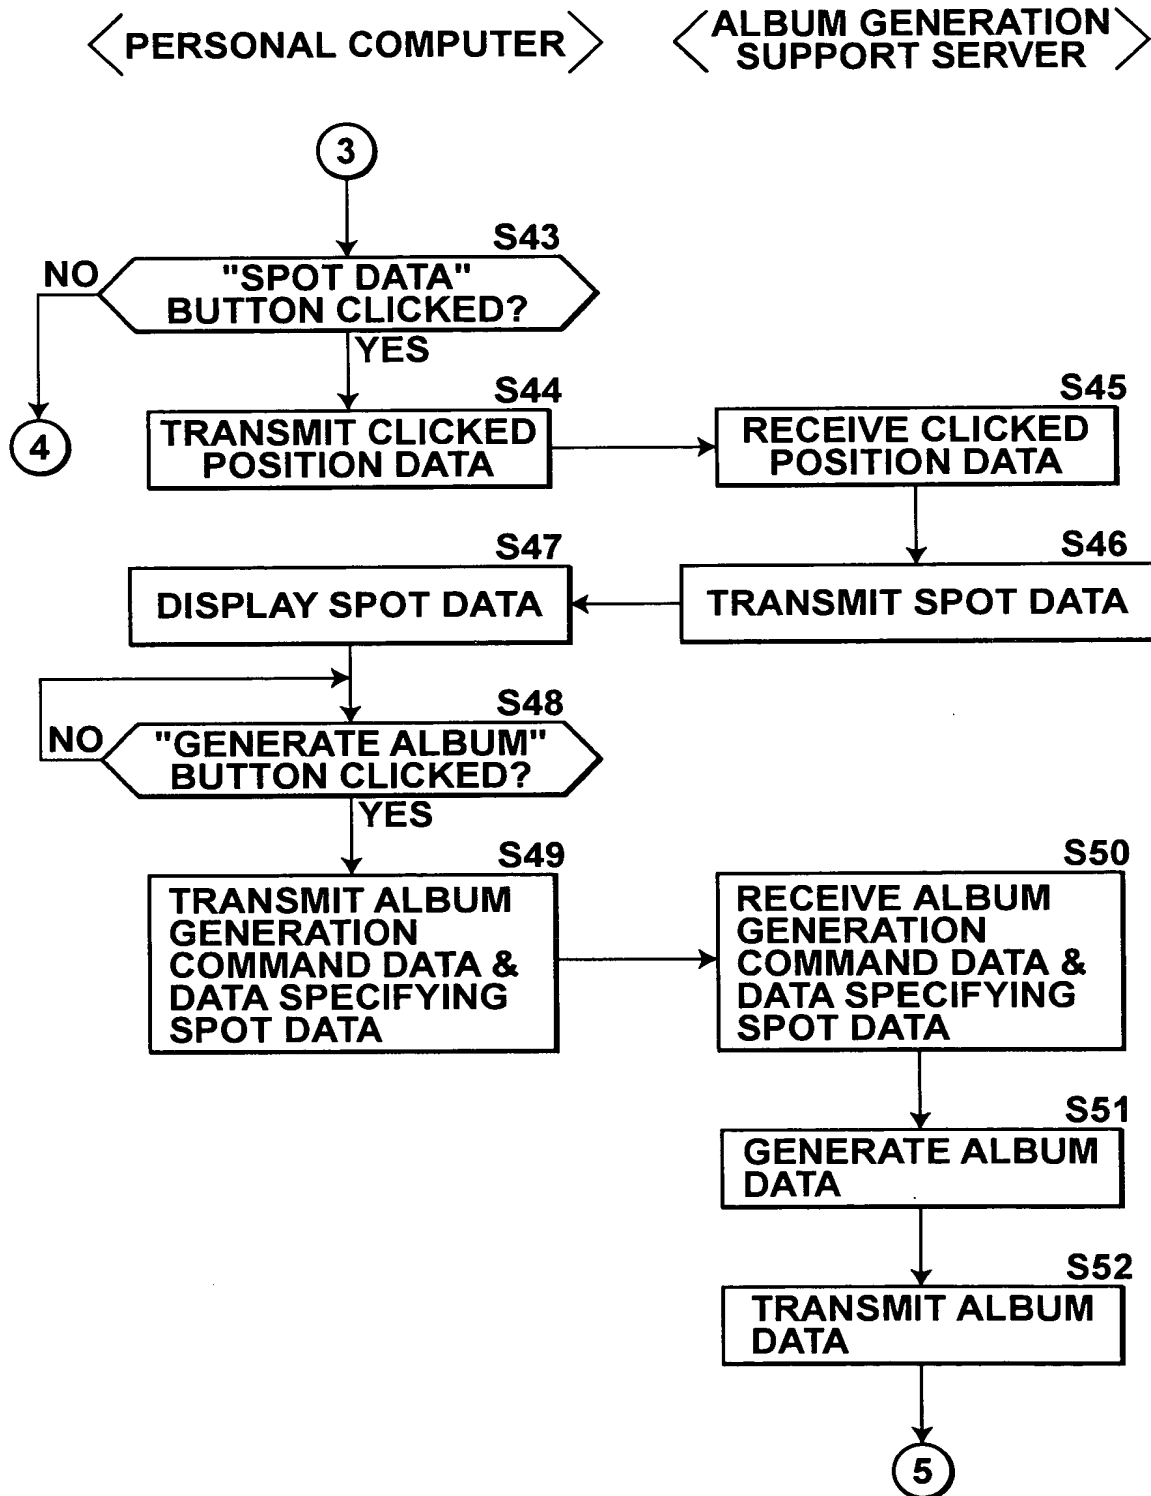 PERSONAL COMPUTER
ALBUM GENERATION
SUPPORT SERVER
3
S43
NO
"SPOT DATA"
BUTTON CLICKED?
YES
4
S44
TRANSMIT CLICKED
POSITION DATA
S45
RECEIVE CLICKED
POSITION DATA
S47
DISPLAY SPOT DATA
S46
TRANSMIT SPOT DATA
S48
NO
"GENERATE ALBUM"
BUTTON CLICKED?
YES
S49
TRANSMIT ALBUM
GENERATION
COMMAND DATA &
DATA SPECIFYING
SPOT DATA
S50
RECEIVE ALBUM
GENERATION
COMMAND DATA &
DATA SPECIFYING
SPOT DATA
S51
GENERATE ALBUM
DATA
S52
TRANSMIT ALBUM
DATA
5